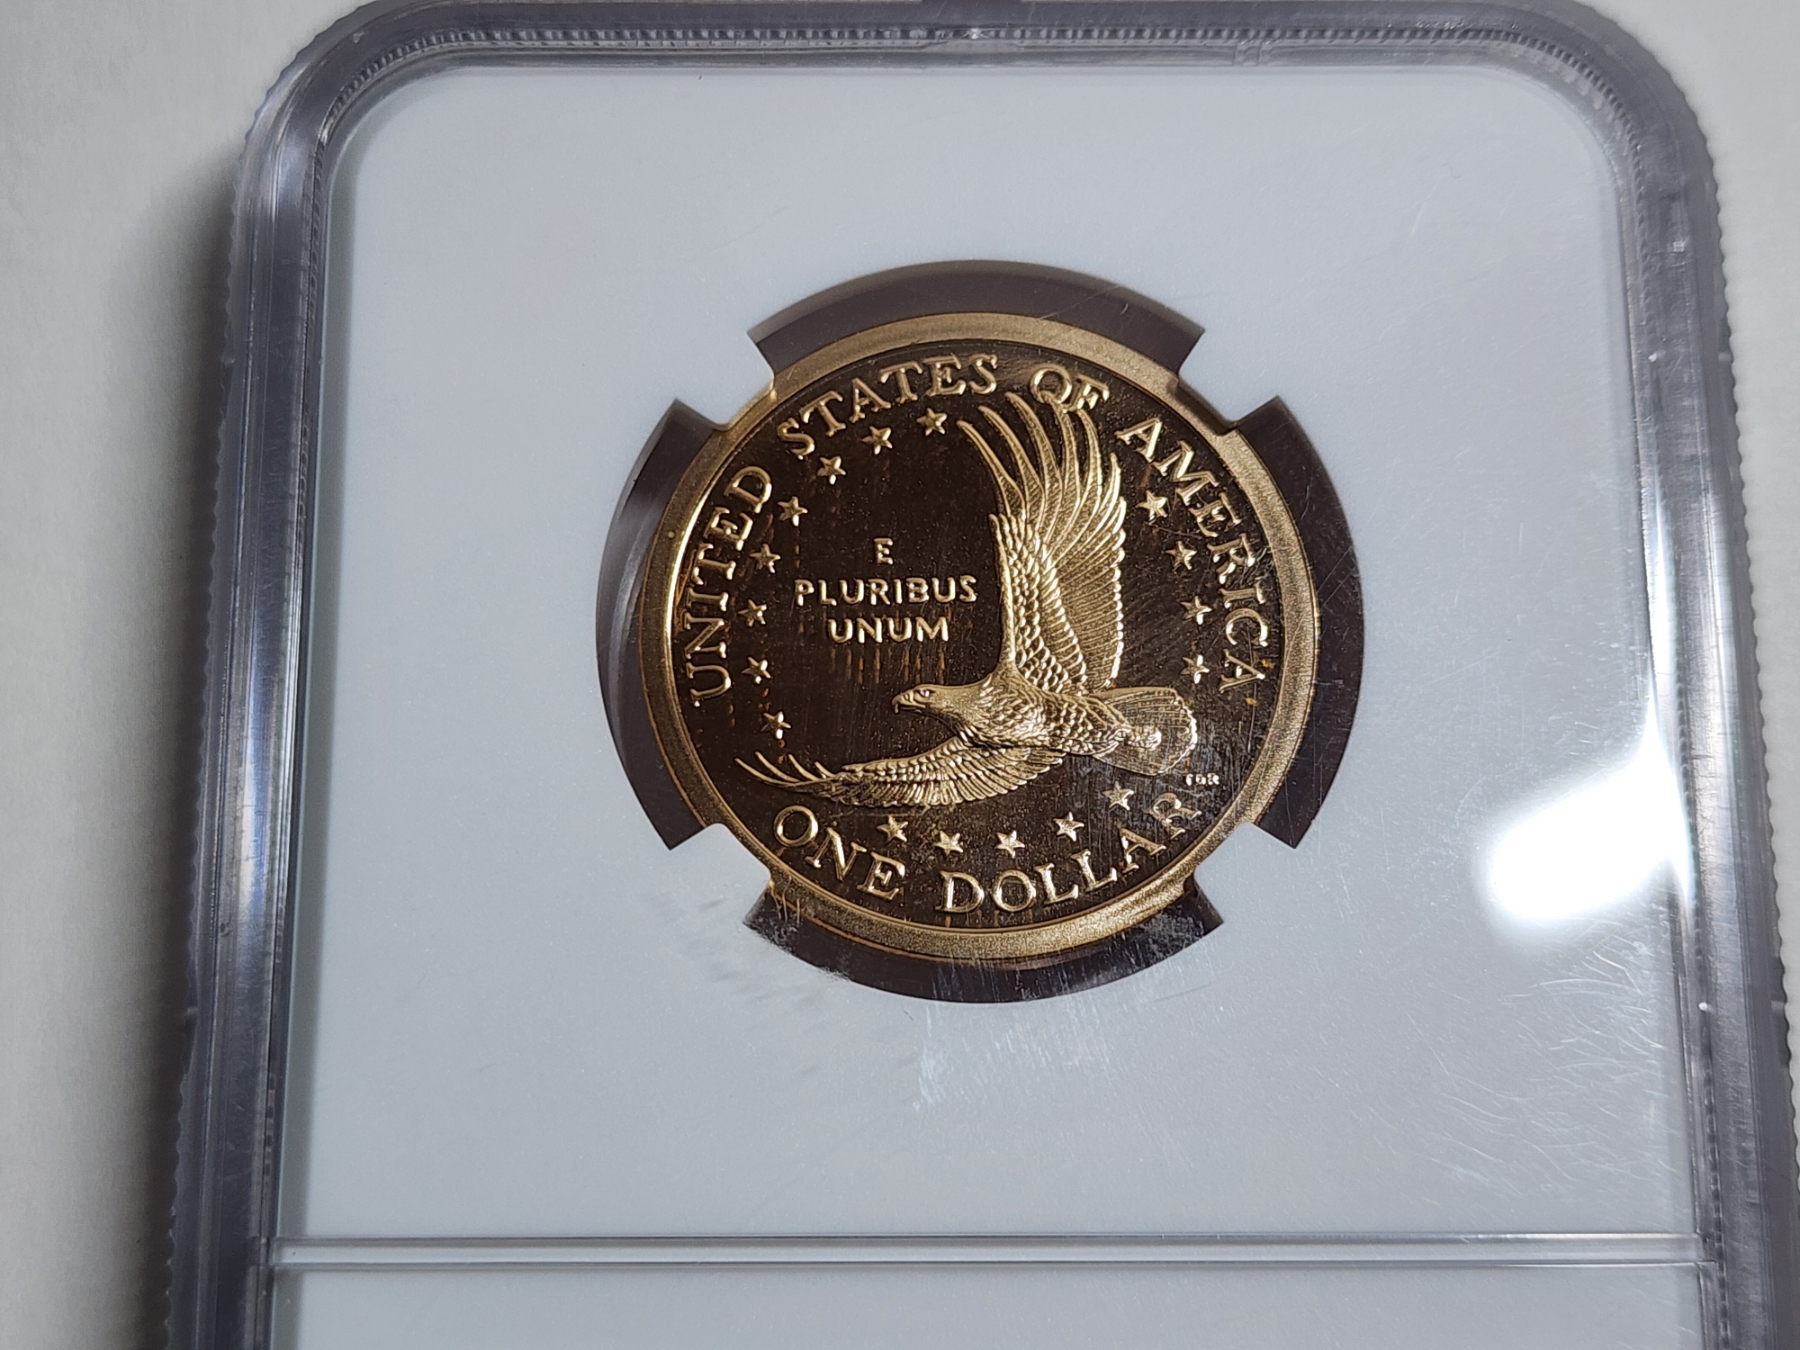 UNITED STATES OF AMERICA
E
PLURIBUS
UNUM
TDR
ONE DOLLAR